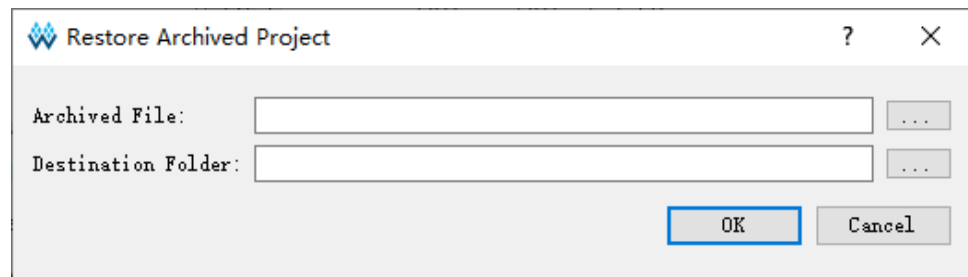 Restore Archived Project ?
Archived File: ...
Destination Folder: ...
OK Cancel